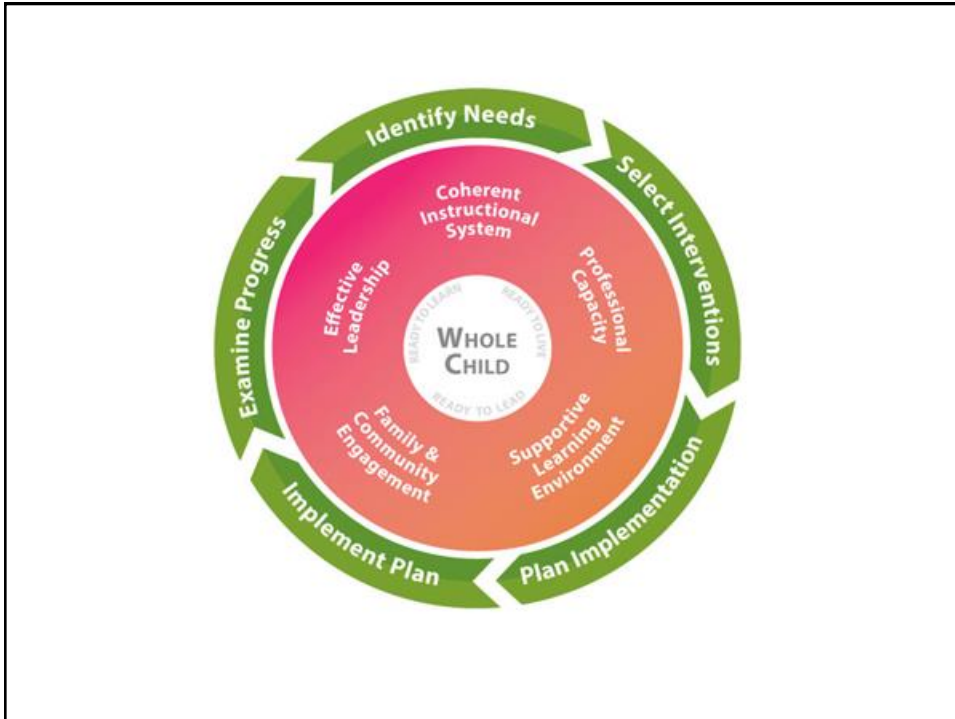 Identify Needs
Select Interventions
Plan Implementation
Implement Plan
Examine Progress
Coherent
Instructional
System
Professional
Capacity
Supportive
Learning
Environment
Family &
Community
Engagement
Effective
Leadership
READY TO LEARN
READY TO LIVE
READY TO LEAD
WHOLE
CHILD